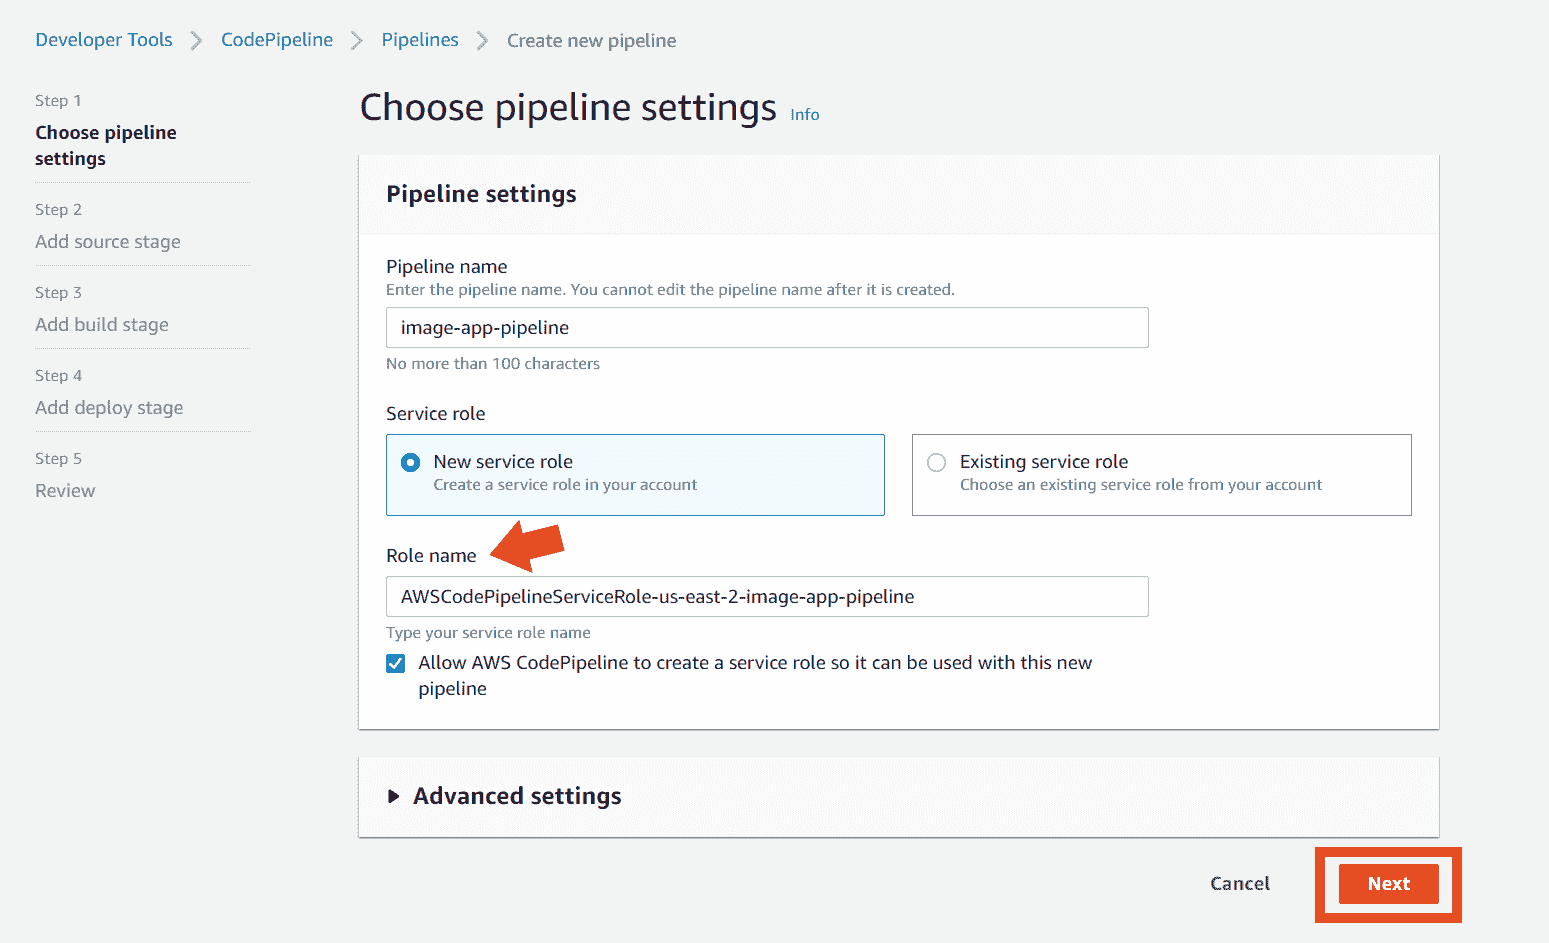 Developer Tools > CodePipeline > Pipelines > Create new pipeline
Step 1
Choose pipeline
settings
Step 2
Add source stage
Step 3
Add build stage
Step 4
Add deploy stage
Step 5
Review
Choose pipeline settings Info
Pipeline settings
Pipeline name
Enter the pipeline name. You cannot edit the pipeline name after it is created.
image-app-pipeline
No more than 100 characters
Service role
New service role
Create a service role in your account
Existing service role
Choose an existing service role from your account
Role name
AWSCodePipelineServiceRole-us-east-2-image-app-pipeline
Type your service role name
Allow AWS CodePipeline to create a service role so it can be used with this new
pipeline
Advanced settings
Cancel
Next